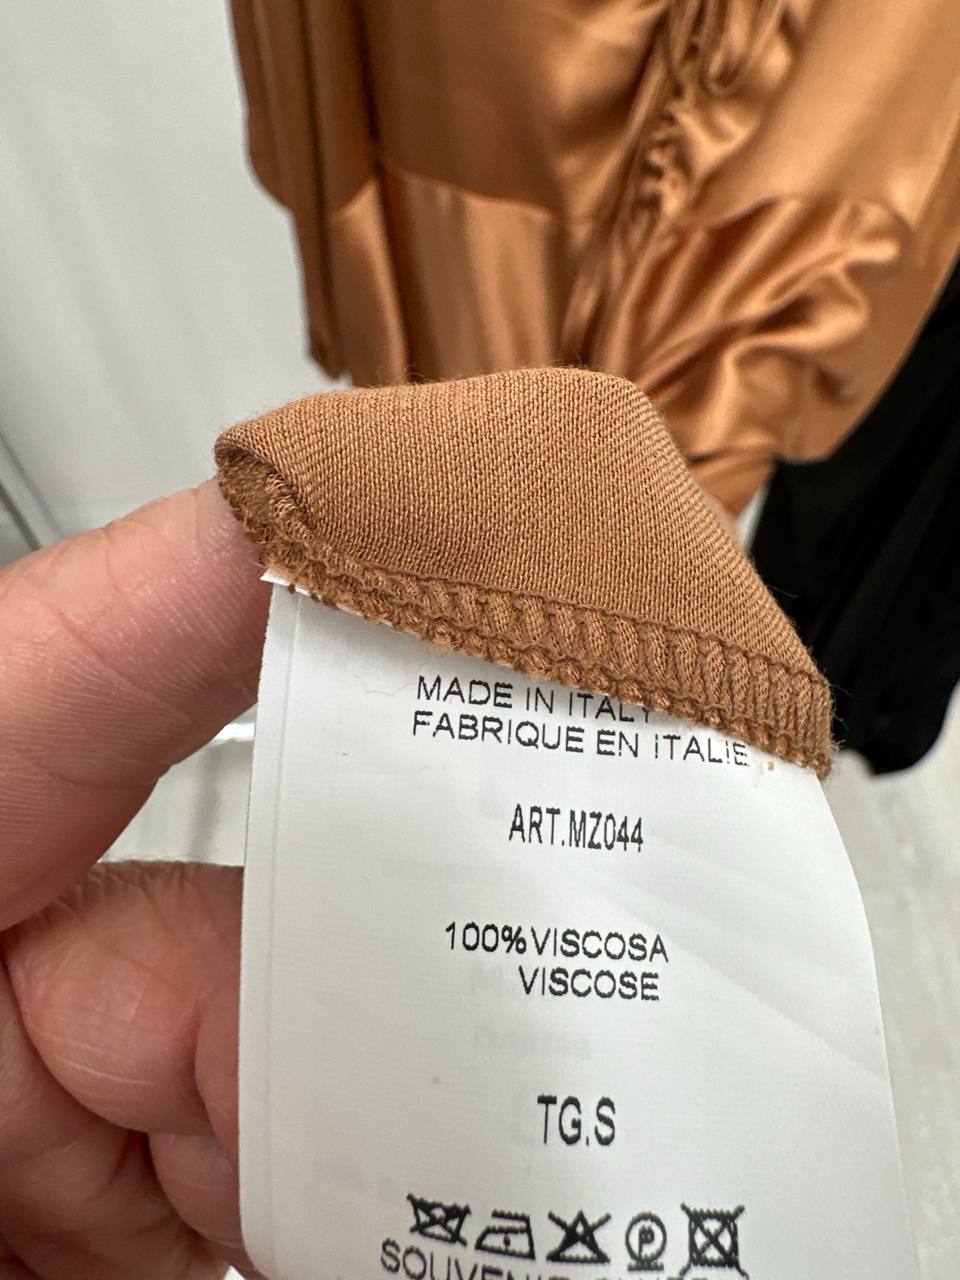 MADE IN ITALY
FABRIQUE EN ITALIE
ART.MZ044
100%VISCOSA
VISCOSE
TG.S
P